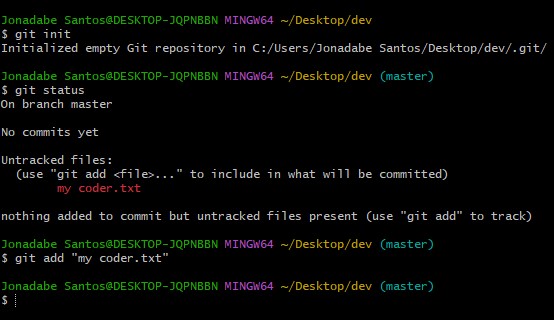 Jonadabe Santos@DESKTOP-JQPNBBN MINGW64 ~/Desktop/dev
$ git init
Initialized empty Git repository in C:/Users/Jonadabe Santos/Desktop/dev/.git/
Jonadabe Santos@DESKTOP-JQPNBBN MINGW64 ~/Desktop/dev (master)
$ git status
On branch master
No commits yet
Untracked files:
(use "git add <file>..." to include in what will be committed)
my coder.txt
nothing added to commit but untracked files present (use "git add" to track)
Jonadabe Santos@DESKTOP-JQPNBBN MINGW64 ~/Desktop/dev (master)
$ git add "my coder.txt"
Jonadabe Santos@DESKTOP-JQPNBBN MINGW64 ~/Desktop/dev (master)
$